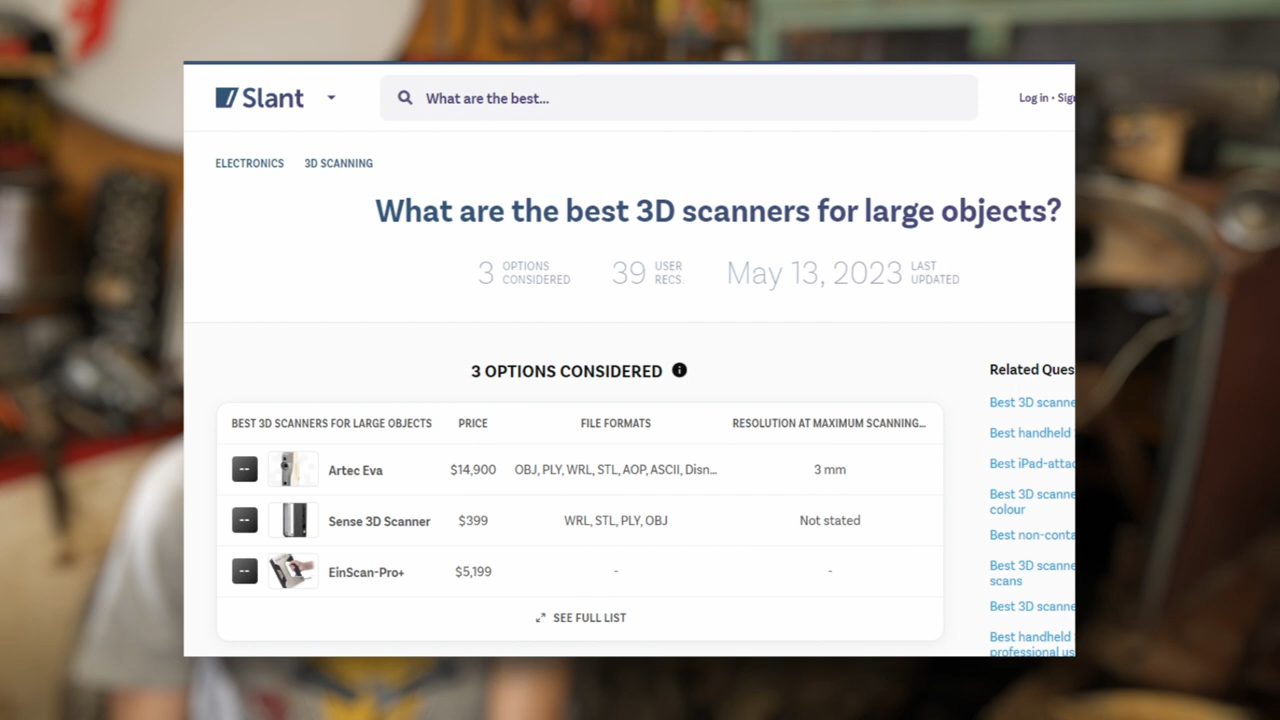 Slant
What are the best...
Log in • Sig
ELECTRONICS 3D SCANNING
What are the best 3D scanners for large objects?
3 OPTIONS CONSIDERED 39 USER RECS. May 13, 2023 LAST UPDATED
3 OPTIONS CONSIDERED
Related Ques
BEST 3D SCANNERS FOR LARGE OBJECTS PRICE FILE FORMATS RESOLUTION AT MAXIMUM SCANNING...
-- Artec Eva $14,900 OBJ, PLY, WRL, STL, AOP, ASCII, Disn... 3 mm
-- Sense 3D Scanner $399 WRL, STL, PLY, OBJ Not stated
-- EinScan-Pro+ $5,199 - -
SEE FULL LIST
Best 3D scanne
Best handheld
Best iPad-attac
Best 3D scanne
colour
Best non-conta
Best 3D scanne
scans
Best 3D scanne
Best handheld
professional us